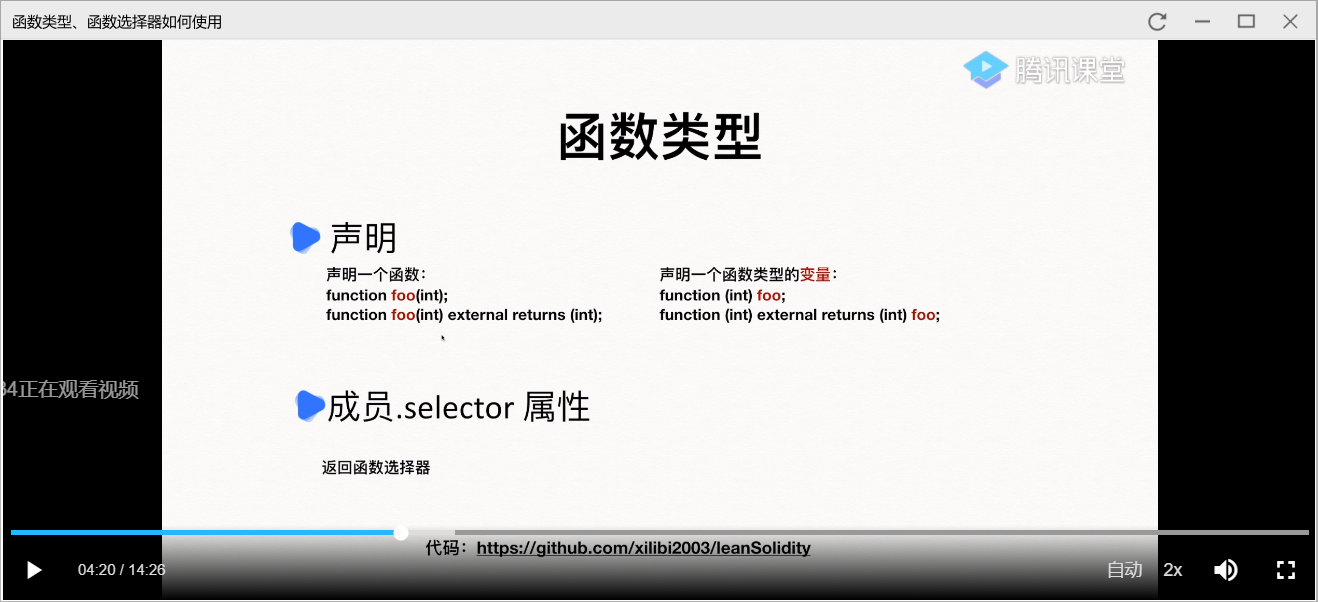 函数类型、函数选择器如何使用
腾讯课堂
函数类型
声明
声明一个函数：
function foo(int);
function foo(int) external returns (int);
声明一个函数类型的变量：
function (int) foo;
function (int) external returns (int) foo;
34正在观看视频
成员.selector 属性
返回函数选择器
代码：https://github.com/xilibi2003/leanSolidity
04:20 / 14:26
自动
2x